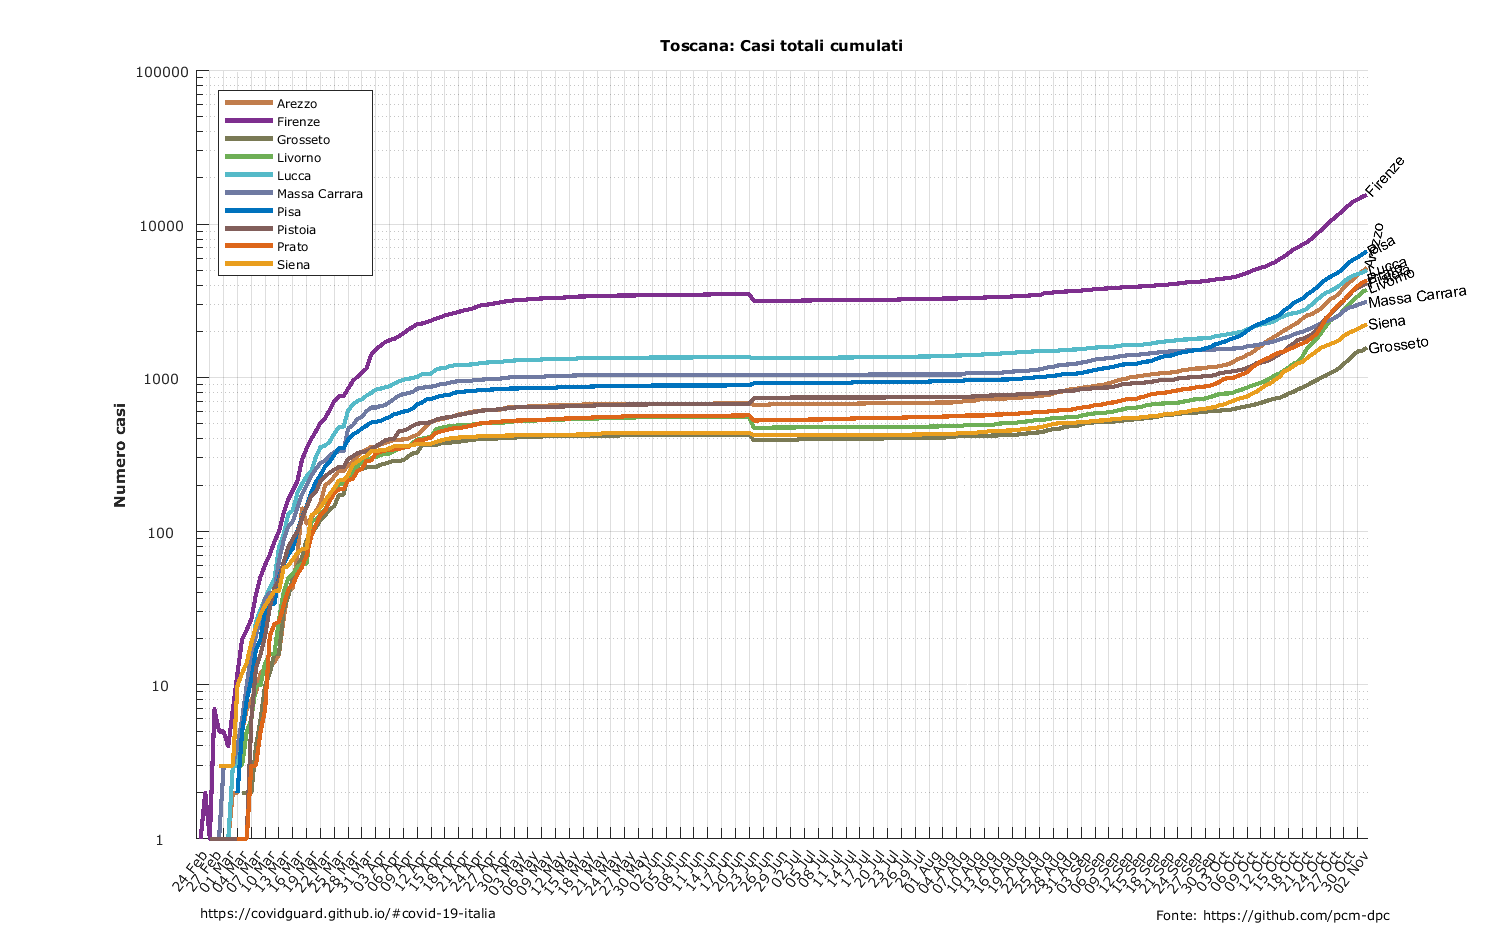 Toscana: Casi totali cumulati
Numero casi
100000
10000
1000
100
10
1
Arezzo
Firenze
Grosseto
Livorno
Lucca
Massa Carrara
Pisa
Pistoia
Prato
Siena
Firenze
Arezzo
Pisa
Lucca
Livorno
Massa Carrara
Siena
Grosseto
24 Feb
27 Feb
01 Mar
04 Mar
07 Mar
10 Mar
13 Mar
16 Mar
19 Mar
22 Mar
25 Mar
28 Mar
31 Mar
03 Apr
06 Apr
09 Apr
12 Apr
15 Apr
18 Apr
21 Apr
24 Apr
27 Apr
30 Apr
03 May
06 May
09 May
12 May
15 May
18 May
21 May
24 May
27 May
30 May
02 Jun
05 Jun
08 Jun
11 Jun
14 Jun
17 Jun
20 Jun
23 Jun
26 Jun
29 Jun
02 Jul
05 Jul
08 Jul
11 Jul
14 Jul
17 Jul
20 Jul
23 Jul
26 Jul
29 Jul
01 Aug
04 Aug
07 Aug
10 Aug
13 Aug
16 Aug
19 Aug
22 Aug
25 Aug
28 Aug
31 Aug
03 Sep
06 Sep
09 Sep
12 Sep
15 Sep
18 Sep
21 Sep
24 Sep
27 Sep
30 Sep
03 Oct
06 Oct
09 Oct
12 Oct
15 Oct
18 Oct
21 Oct
24 Oct
27 Oct
30 Oct
02 Nov
https://covidguard.github.io/#covid-19-italia
Fonte: https://github.com/pcm-dpc